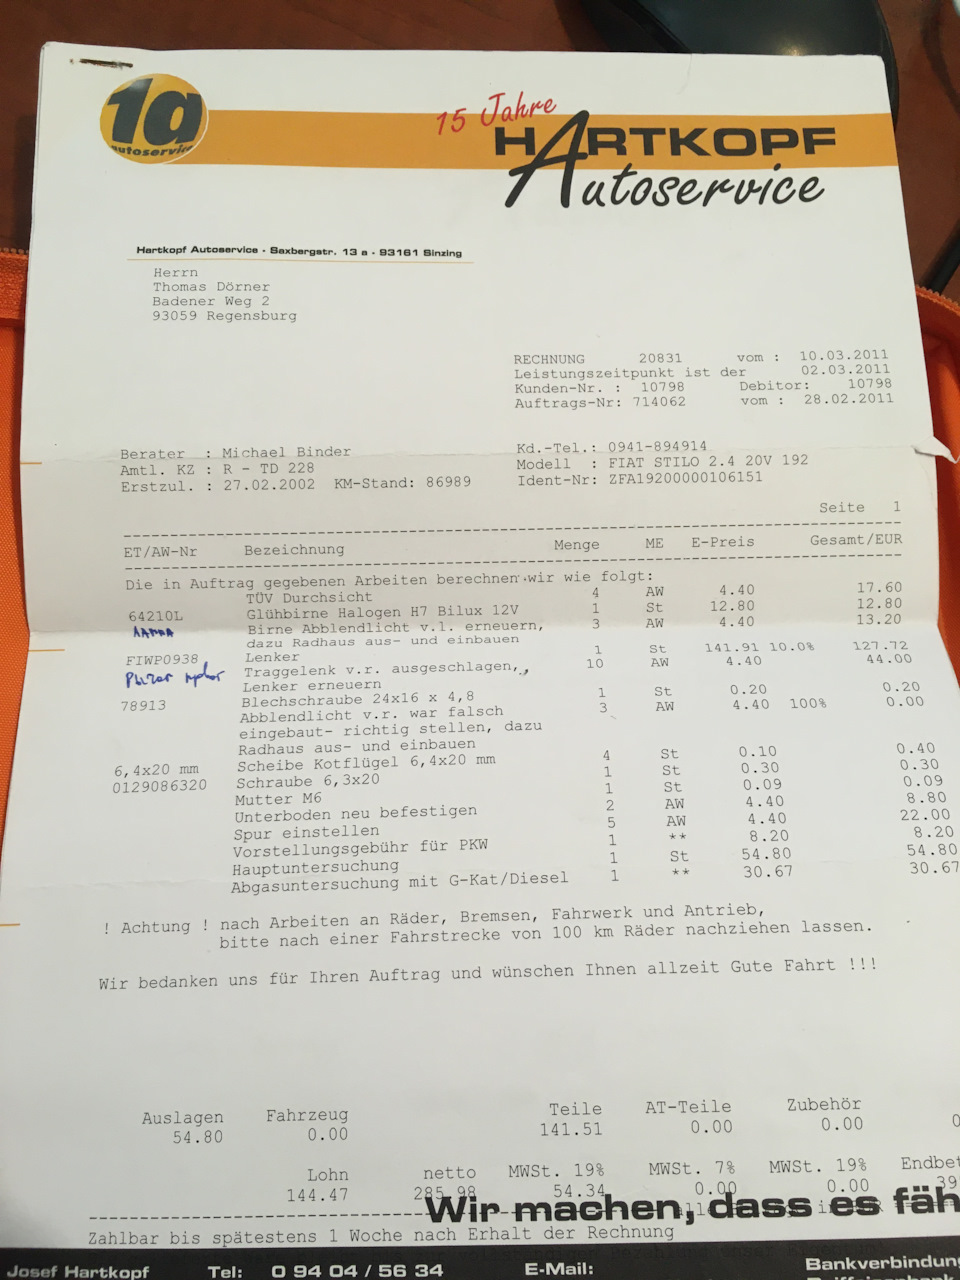 1a
autoservice
15 Jahre
HARTKOPF
Autoservice
Hartkopf Autoservice · Saxbergstr. 13 a · 93161 Sinzing
Herrn
Thomas Dörner
Badener Weg 2
93059 Regensburg
RECHNUNG 20831 vom : 10.03.2011
Leistungszeitpunkt ist der 02.03.2011
Kunden-Nr. : 10798 Debitor: 10798
Auftrags-Nr: 714062 vom : 28.02.2011
Berater : Michael Binder Kd.-Tel.: 0941-894914
Amtl. KZ : R - TD 228 Modell : FIAT STILO 2.4 20V 192
Erstzul. : 27.02.2002 KM-Stand: 86989 Ident-Nr: ZFA19200000106151
Seite 1
ET/AW-Nr Bezeichnung Menge ME E-Preis Gesamt/EUR
Die in Auftrag gegebenen Arbeiten berechnen wir wie folgt:
TÜV Durchsicht 4 AW 4.40 17.60
64210L Glühbirne Halogen H7 Bilux 12V 1 St 12.80 12.80
Birne Abblendlicht v.l. erneuern, 3 AW 4.40 13.20
dazu Radhaus aus- und einbauen
FIWP0938 Lenker 1 St 141.91 10.0% 127.72
Traggelenk v.r. ausgeschlagen, 10 AW 4.40 44.00
Lenker erneuern
78913 Blechschraube 24x16 x 4,8 1 St 0.20 0.20
Abblendlicht v.r. war falsch 3 AW 4.40 100% 0.00
eingebaut- richtig stellen, dazu
Radhaus aus- und einbauen
6,4x20 mm Scheibe Kotflügel 6,4x20 mm 4 St 0.10 0.40
0129086320 Schraube 6,3x20 1 St 0.30 0.30
Mutter M6 1 St 0.09 0.09
Unterboden neu befestigen 2 AW 4.40 8.80
Spur einstellen 5 AW 4.40 22.00
Vorstellungsgebühr für PKW 1 ** 8.20 8.20
Hauptuntersuchung 1 St 54.80 54.80
Abgasuntersuchung mit G-Kat/Diesel 1 ** 30.67 30.67
! Achtung ! nach Arbeiten an Räder, Bremsen, Fahrwerk und Antrieb,
bitte nach einer Fahrstrecke von 100 km Räder nachziehen lassen.
Wir bedanken uns für Ihren Auftrag und wünschen Ihnen allzeit Gute Fahrt !!!
Auslagen Fahrzeug Teile AT-Teile Zubehör
54.80 0.00 141.51 0.00 0.00 0
Lohn netto MWSt. 19% MWSt. 7% MWSt. 19% Endbet
144.47 285.98 54.34 0.00 0.00 39
Wir machen, dass es fäh
Zahlbar bis spätestens 1 Woche nach Erhalt der Rechnung
Josef Hartkopf Tel: 0 94 04 / 56 34 E-Mail: Bankverbindung